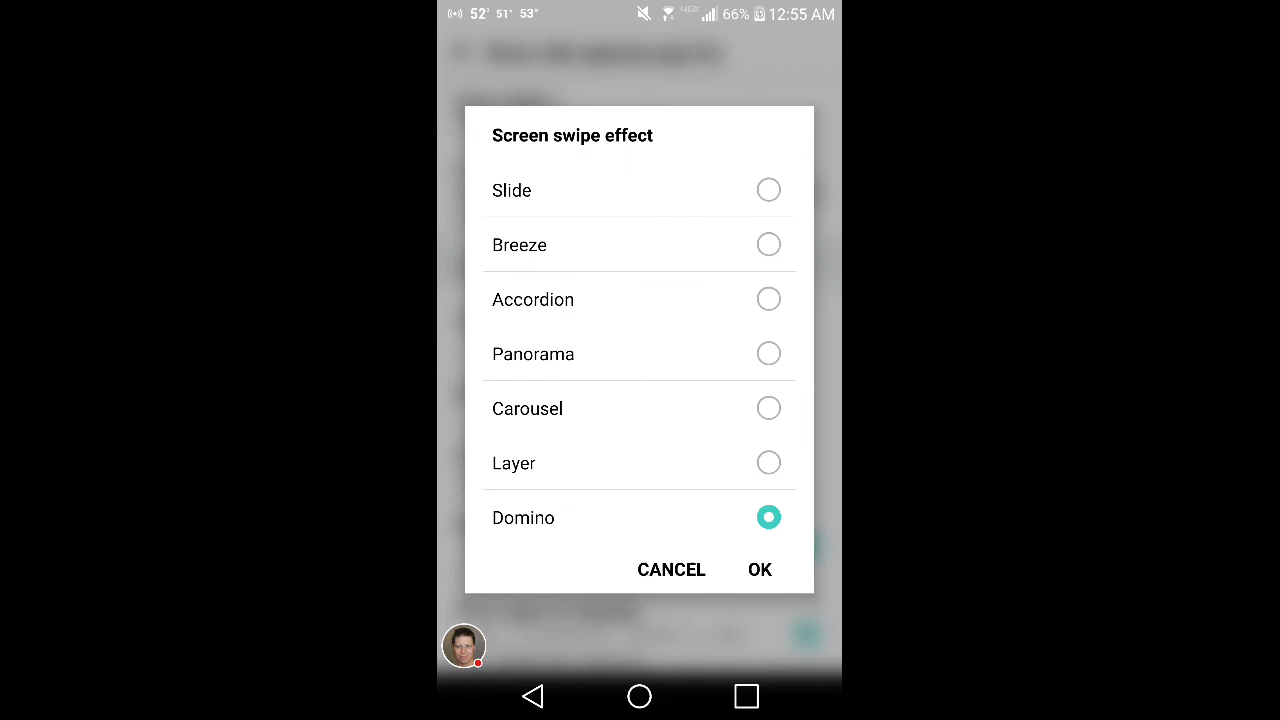 52° 51° 53° 66% 12:55 AM
Screen swipe effect
Slide
Breeze
Accordion
Panorama
Carousel
Layer
Domino
CANCEL OK